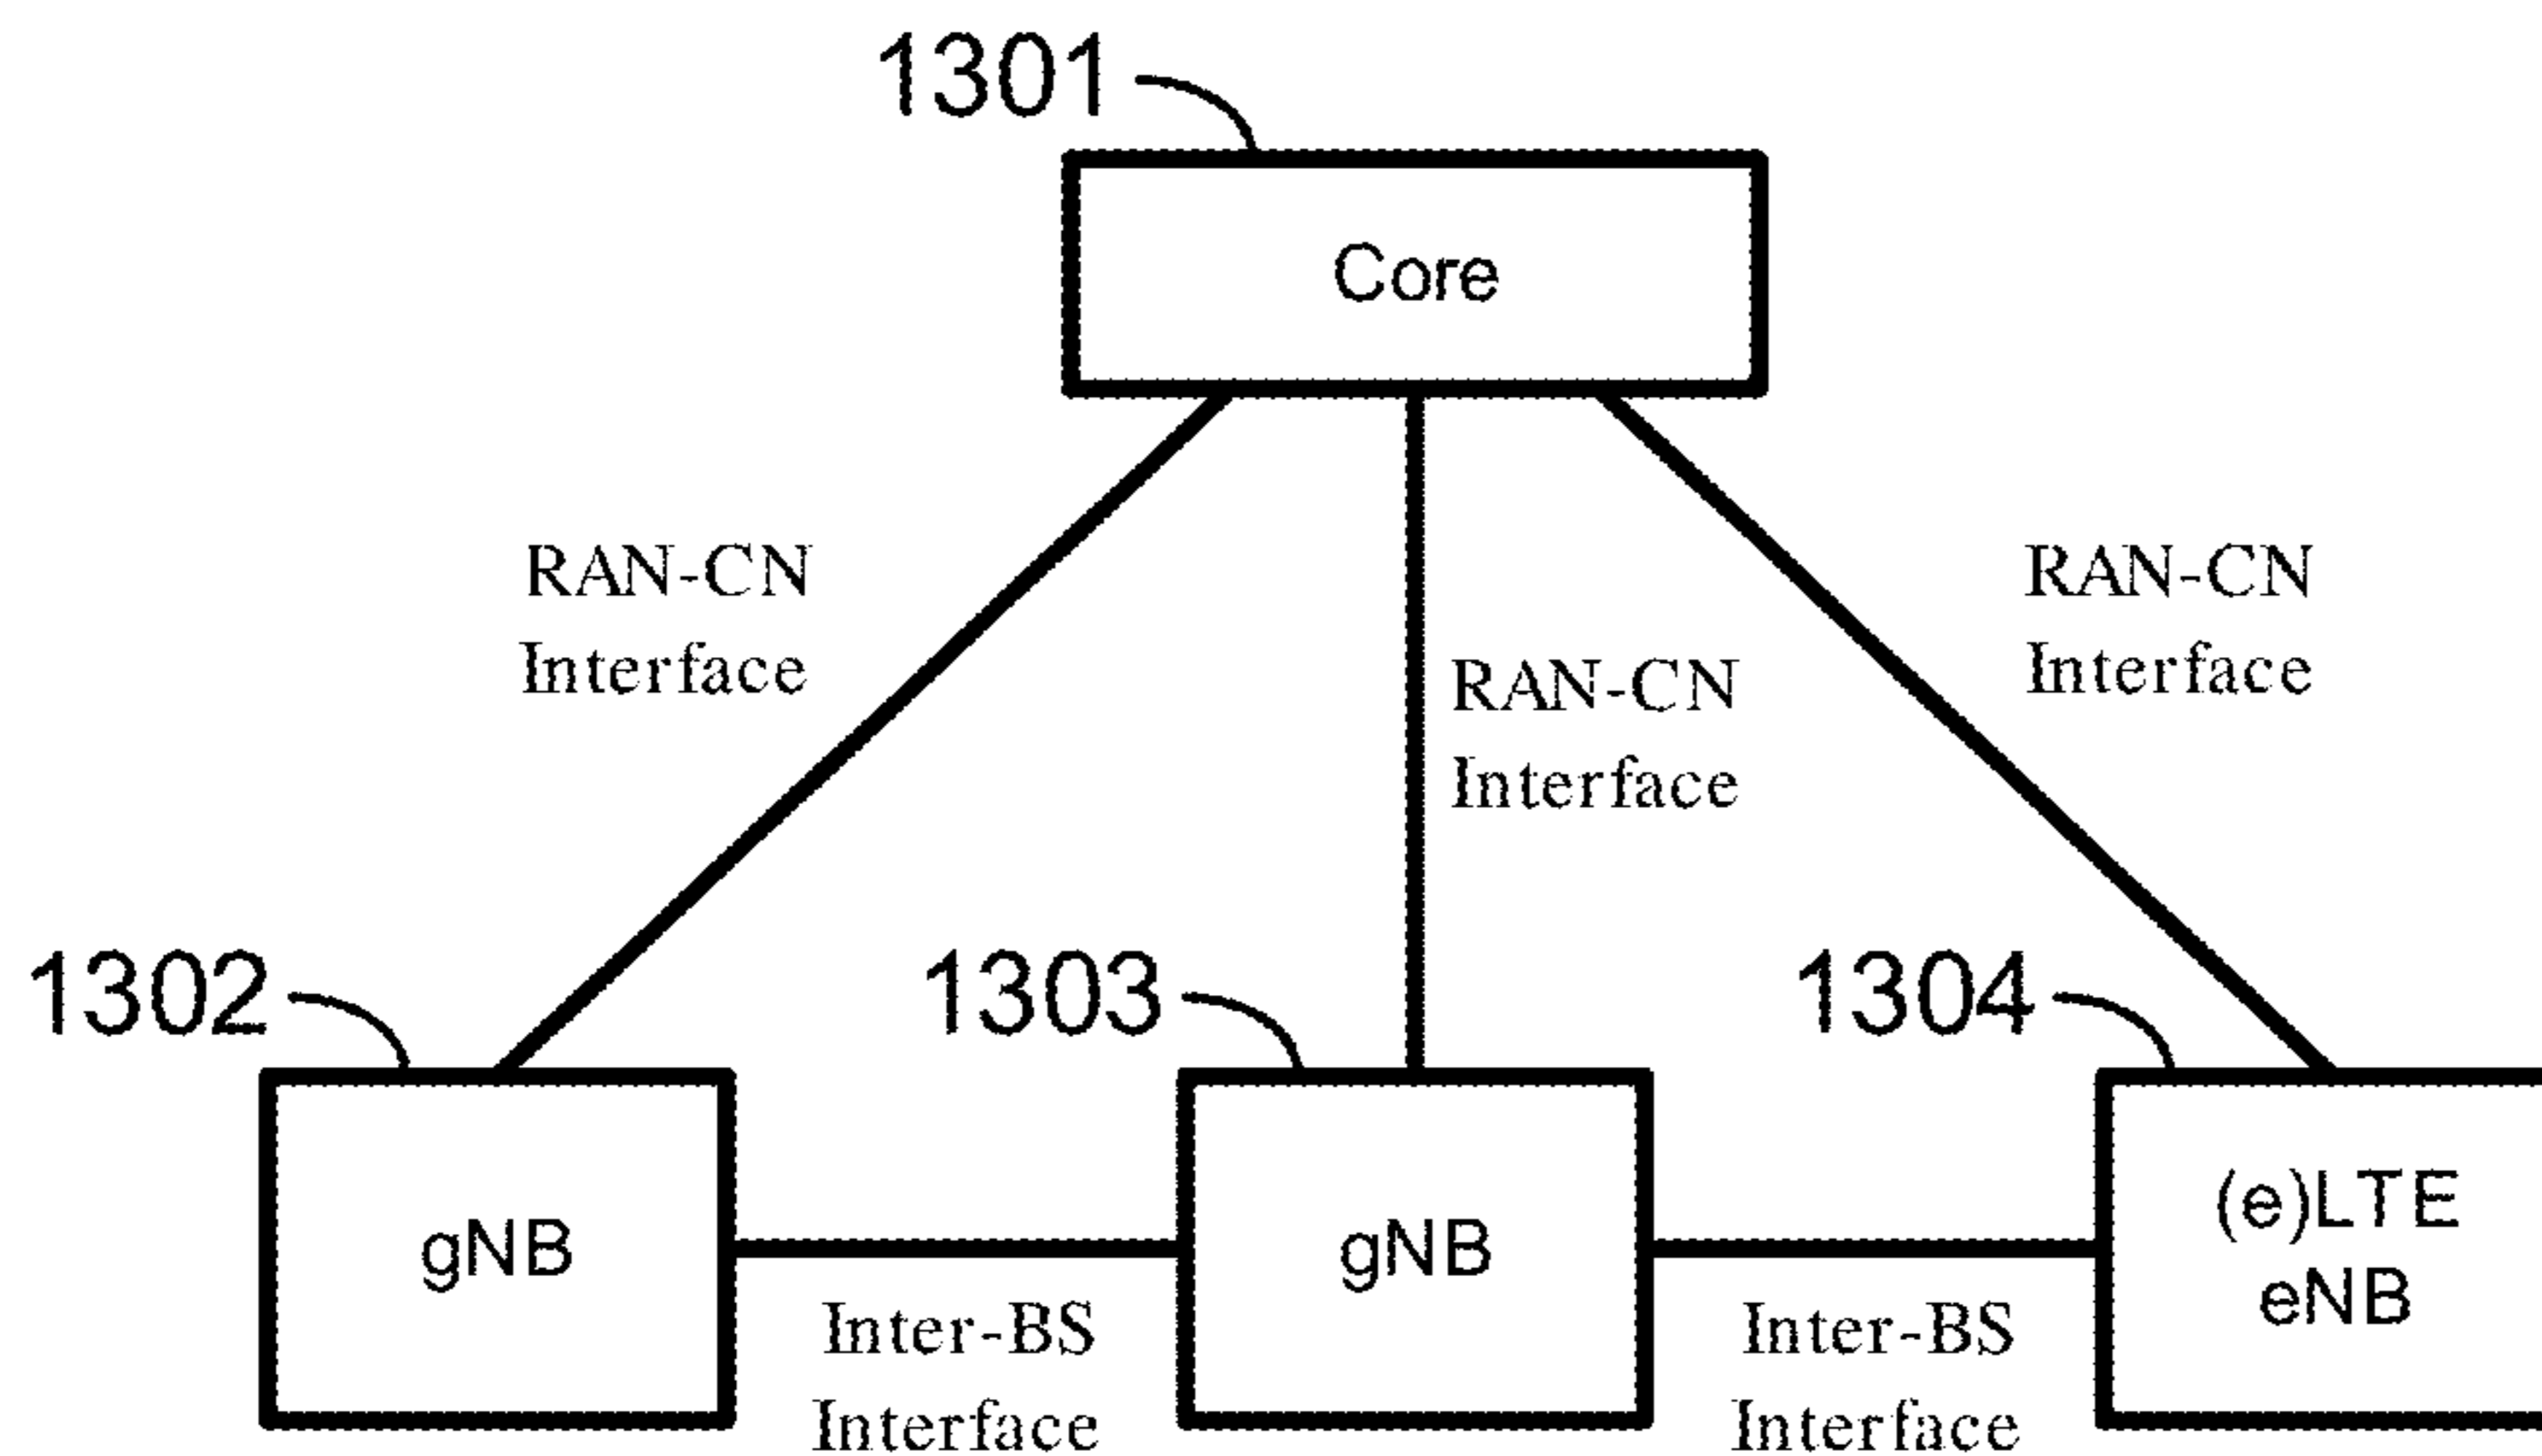 1301
Core
RAN-CN
Interface
RAN-CN
Interface
RAN-CN
Interface
1302
1303
1304
gNB
gNB
(e)LTE
eNB
Inter-BS
Interface
Inter-BS
Interface